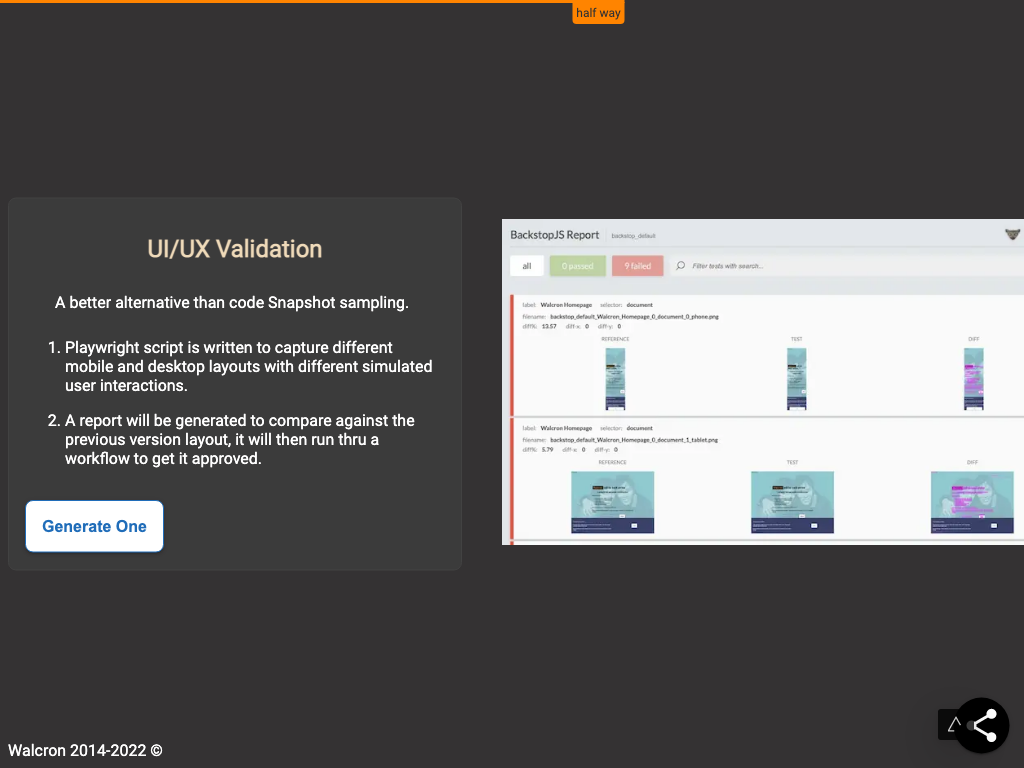 half way
UI/UX Validation
A better alternative than code Snapshot sampling.
1. Playwright script is written to capture different
mobile and desktop layouts with different simulated
user interactions.
2. A report will be generated to compare against the
previous version layout, it will then run thru a
workflow to get it approved.
Generate One
BackstopJS Report backstop_default
all 0 passed 9 failed Filter tests with search...
label: Walcron Homepage selector: document
filename: backstop_default_Walcron_Homepage_0_document_0_phone.png
diff%: 13.57 diff-x: 0 diff-y: 0
REFERENCE TEST DIFF
label: Walcron Homepage selector: document
filename: backstop_default_Walcron_Homepage_0_document_1_tablet.png
diff%: 5.79 diff-x: 0 diff-y: 0
REFERENCE TEST DIFF
Walcron 2014-2022 ©